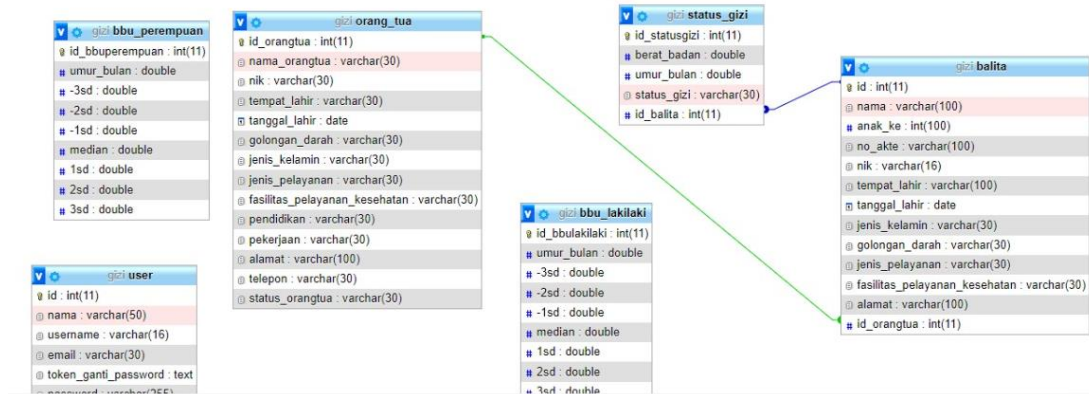 gizi bbu_perempuan
id_bbuperempuan : int(11)
umur_bulan : double
-3sd : double
-2sd : double
-1sd : double
median : double
1sd : double
2sd : double
3sd : double
gizi orang_tua
id_orangtua : int(11)
nama_orangtua : varchar(30)
nik : varchar(30)
tempat_lahir : varchar(30)
tanggal_lahir : date
golongan_darah : varchar(30)
jenis_kelamin : varchar(30)
jenis_pelayanan : varchar(30)
fasilitas_pelayanan_kesehatan : varchar(30)
pendidikan : varchar(30)
pekerjaan : varchar(30)
alamat : varchar(100)
telepon : varchar(30)
status_orangtua : varchar(30)
gizi status_gizi
id_statusgizi : int(11)
berat_badan : double
umur_bulan : double
status_gizi : varchar(30)
id_balita : int(11)
gizi balita
id : int(11)
nama : varchar(100)
anak_ke : int(100)
no_akte : varchar(100)
nik : varchar(16)
tempat_lahir : varchar(100)
tanggal_lahir : date
jenis_kelamin : varchar(30)
golongan_darah : varchar(30)
jenis_pelayanan : varchar(30)
fasilitas_pelayanan_kesehatan : varchar(30)
alamat : varchar(100)
id_orangtua : int(11)
gizi bbu_lakilaki
id_bbulakilaki : int(11)
umur_bulan : double
-3sd : double
-2sd : double
-1sd : double
median : double
1sd : double
2sd : double
3sd : double
gizi user
id : int(11)
nama : varchar(50)
username : varchar(16)
email : varchar(30)
token_ganti_password : text
password : varchar(255)